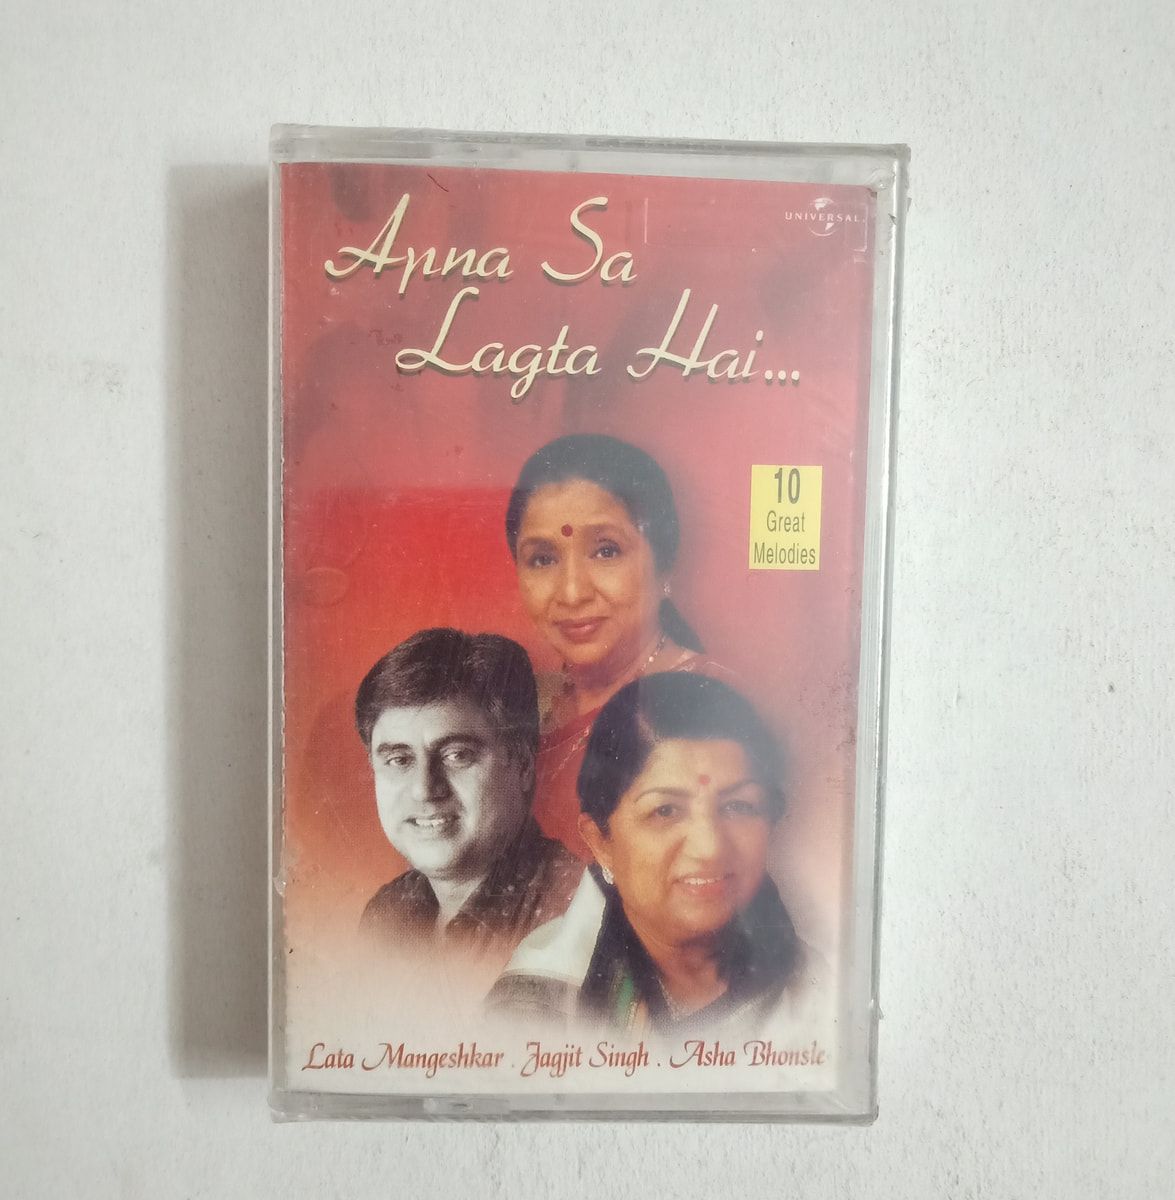 UNIVERSAL
Apna Sa
Lagta Hai...
10
Great
Melodies
Lata Mangeshkar . Jagjit Singh . Asha Bhonsle